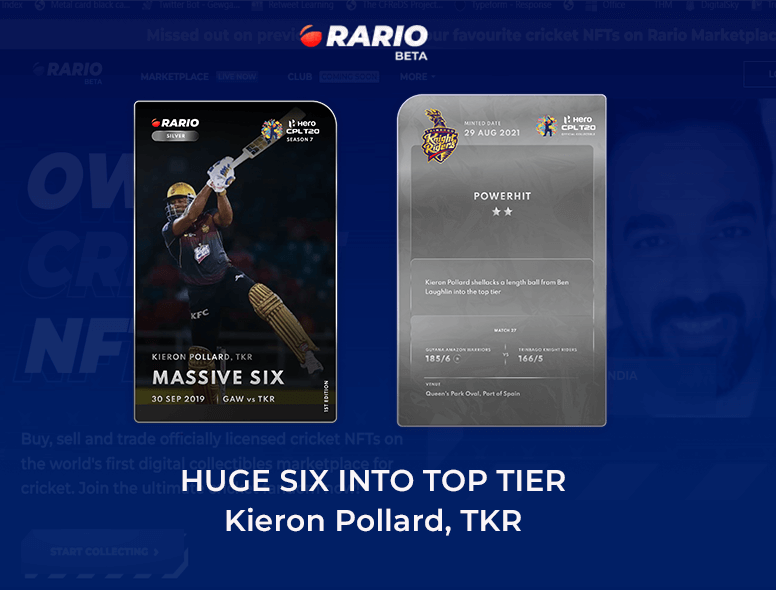 Missed out on
our favourite cricket NFTs on Rario Marketplac
RARIO
BETA
RARIO
BETA
MARKETPLACE LIVE NOW CLUB COMING SOON MORE
RARIO
SILVER
Hero
CPLT20
SEASON 7
KFC
KIERON POLLARD, TKR
MASSIVE SIX
30 SEP 2019 | GAW vs TKR
1ST EDITION
Knight Riders
MINTED DATE
29 AUG 2021
Hero
CPLT20
POWERHIT
Kieron Pollard shellacks a length ball from Ben
Laughlin into the top tier
MATCH 27
GUYANA AMAZON WARRIORS
185/6
VS
TRINBAGO KNIGHT RIDERS
166/5
VENUE
Queen's Park Oval, Port of Spain
INDIA
Buy, sell and trade officially licensed cricket NFTs on
the world's first digital collectibles marketplace for
cricket. Join the
HUGE SIX INTO TOP TIER
Kieron Pollard, TKR
START COLLECTING >